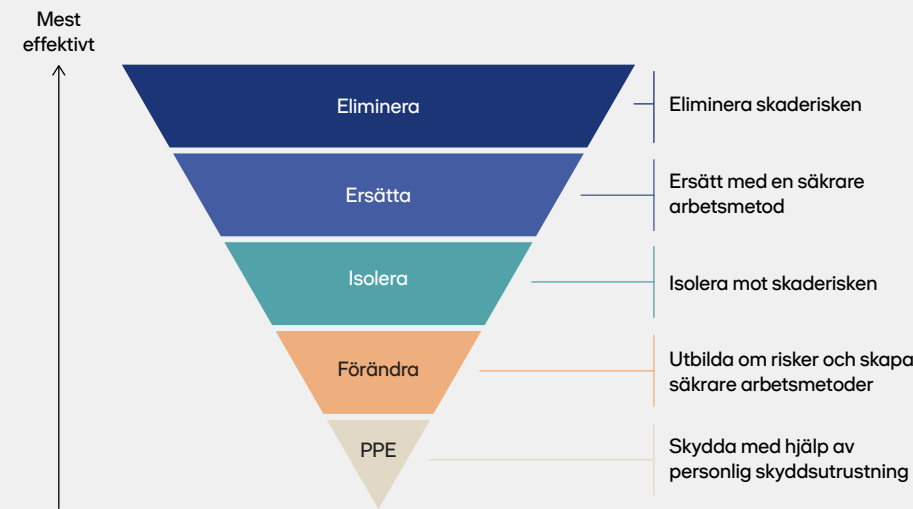 Mest
effektivt
Eliminera
Eliminera skaderisken
Ersätta
Ersätt med en säkrare
arbetsmetod
Isolera
Isolera mot skaderisken
Förändra
Utbilda om risker och skapa
säkrare arbetsmetoder
PPE
Skydda med hjälp av
personlig skyddsutrustning